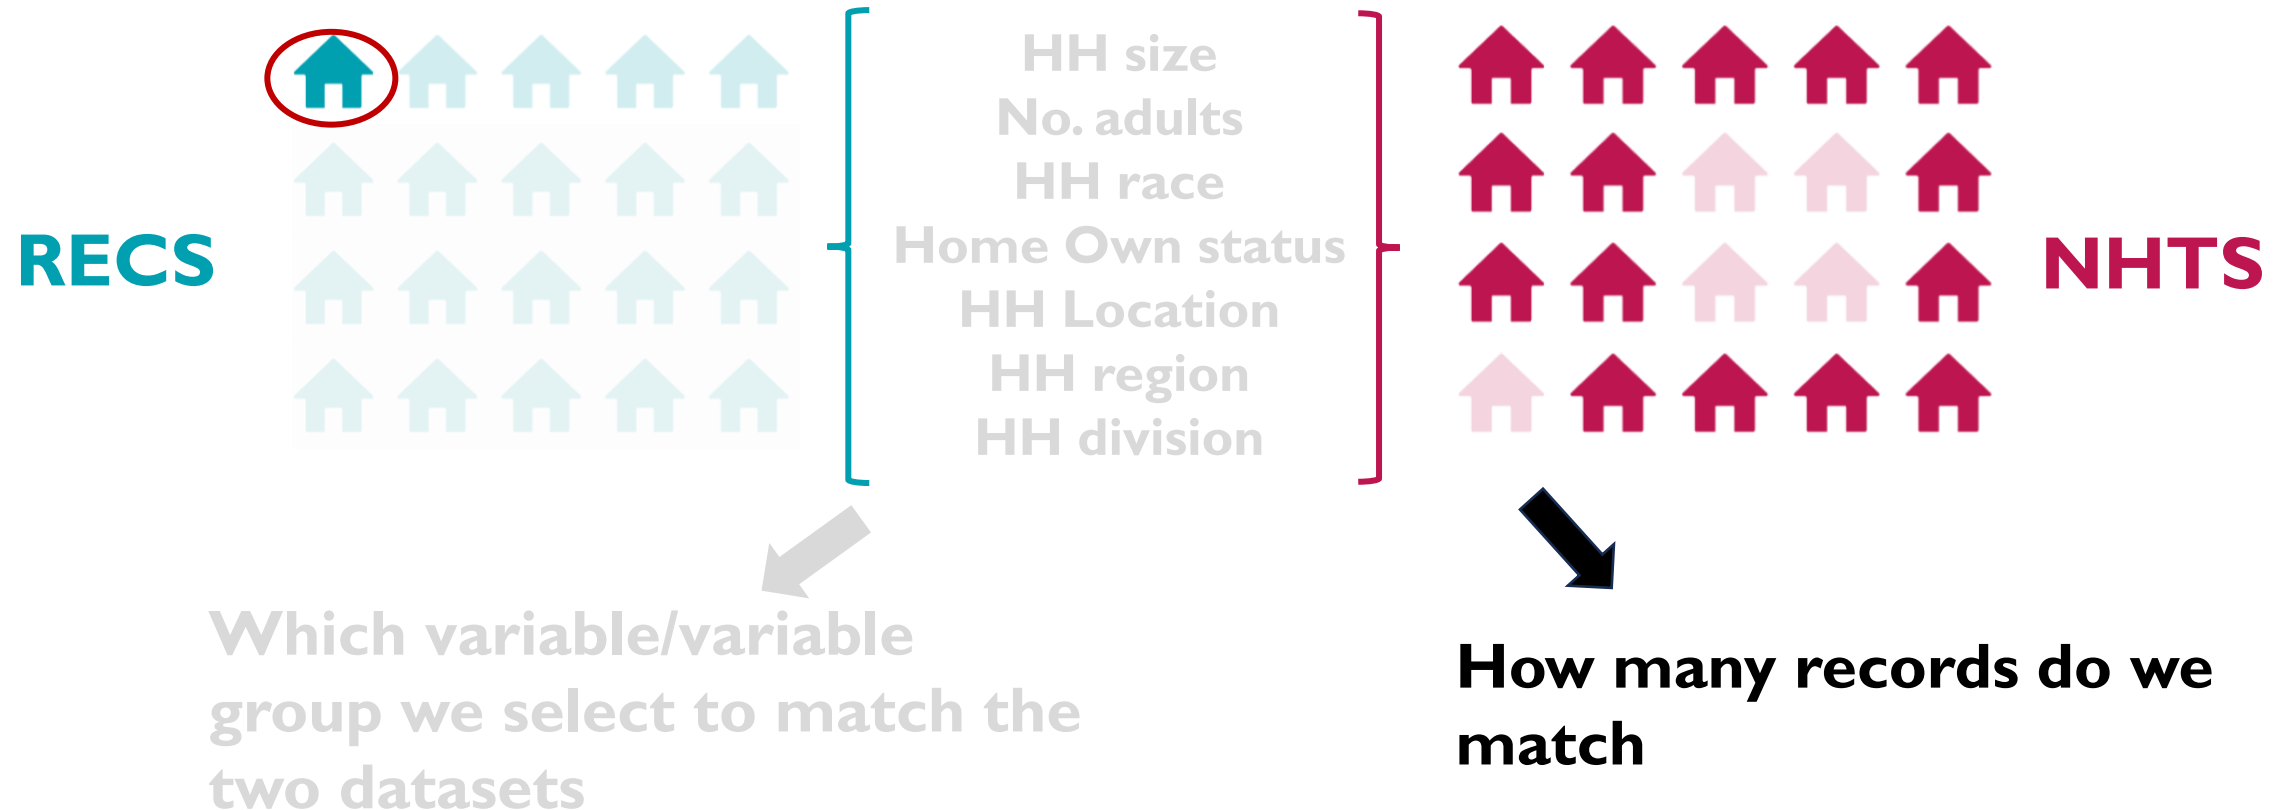 RECS
HH size
No. adults
HH race
Home Own status
HH Location
HH region
HH division
NHTS
Which variable/variable
group we select to match the
two datasets
How many records do we
match